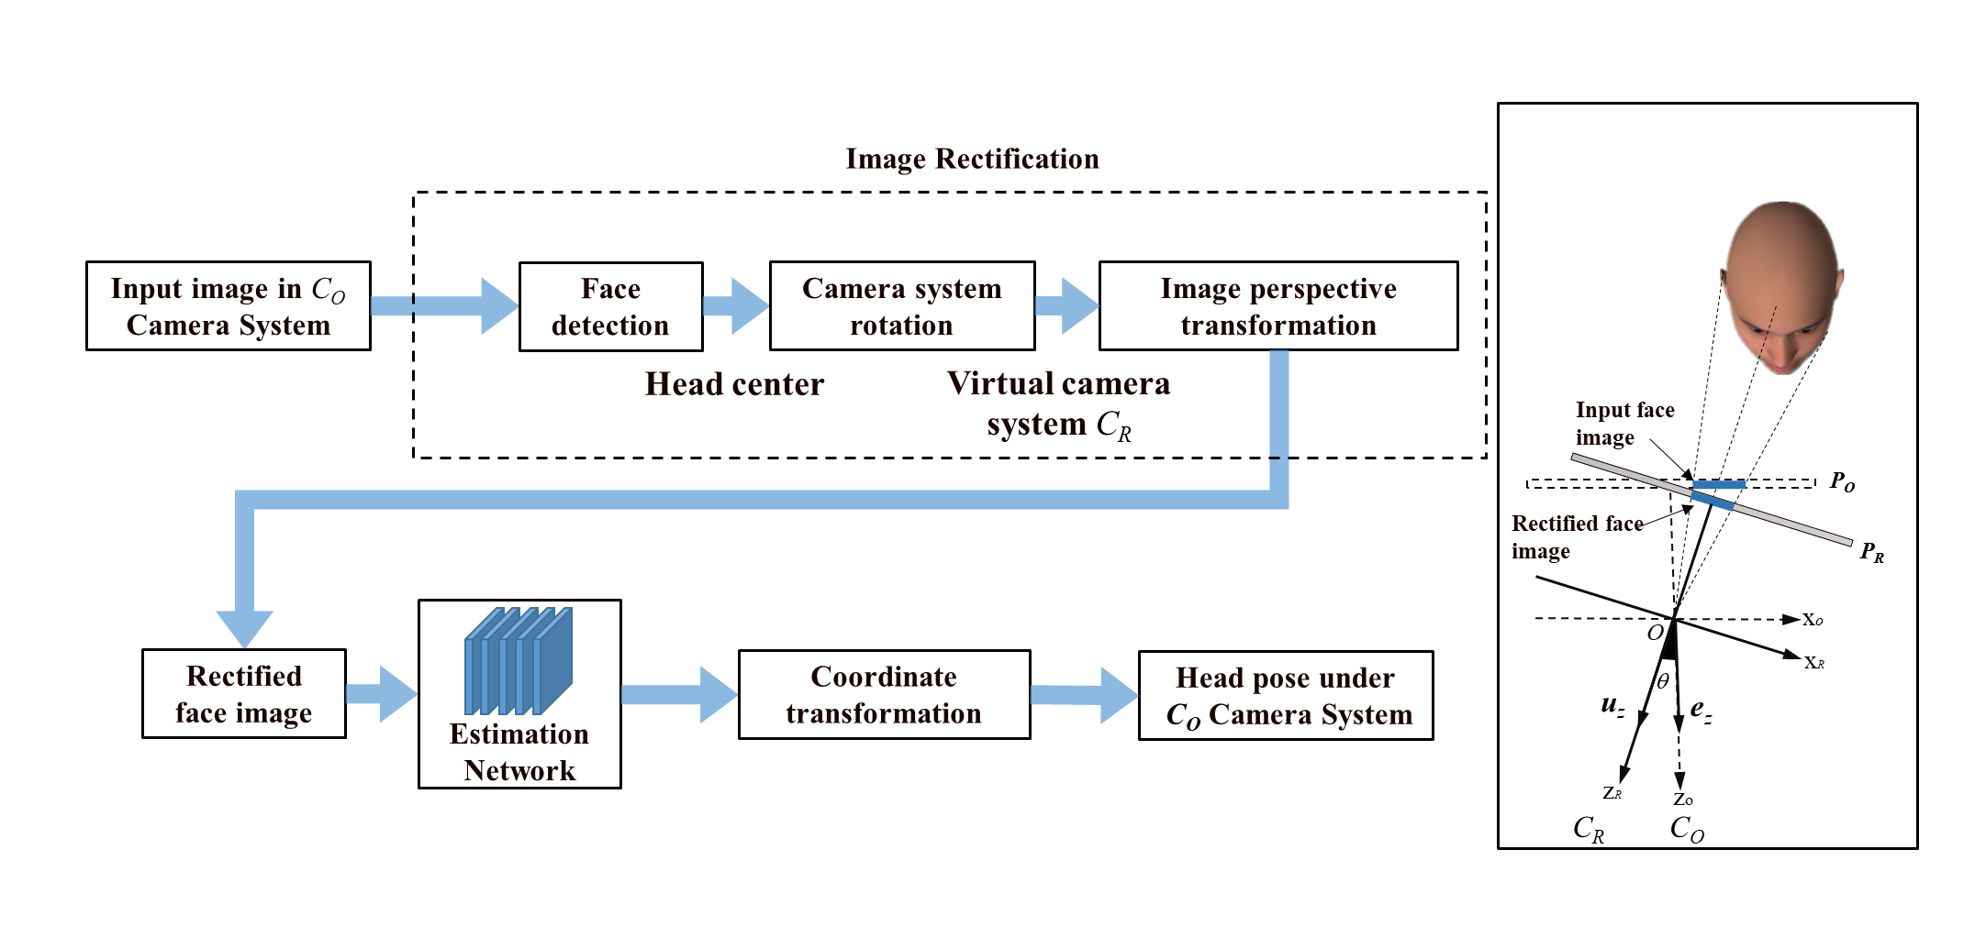 Image Rectification
Input image in C_O
Camera System
Face
detection
Camera system
rotation
Image perspective
transformation
Head center
Virtual camera
system C_R
Rectified
face image
Estimation
Network
Coordinate
transformation
Head pose under
C_O Camera System
Input face
image
P_O
Rectified face
image
P_R
O
x_O
x_R
θ
u_z
e_z
z_R
z_o
C_R
C_O